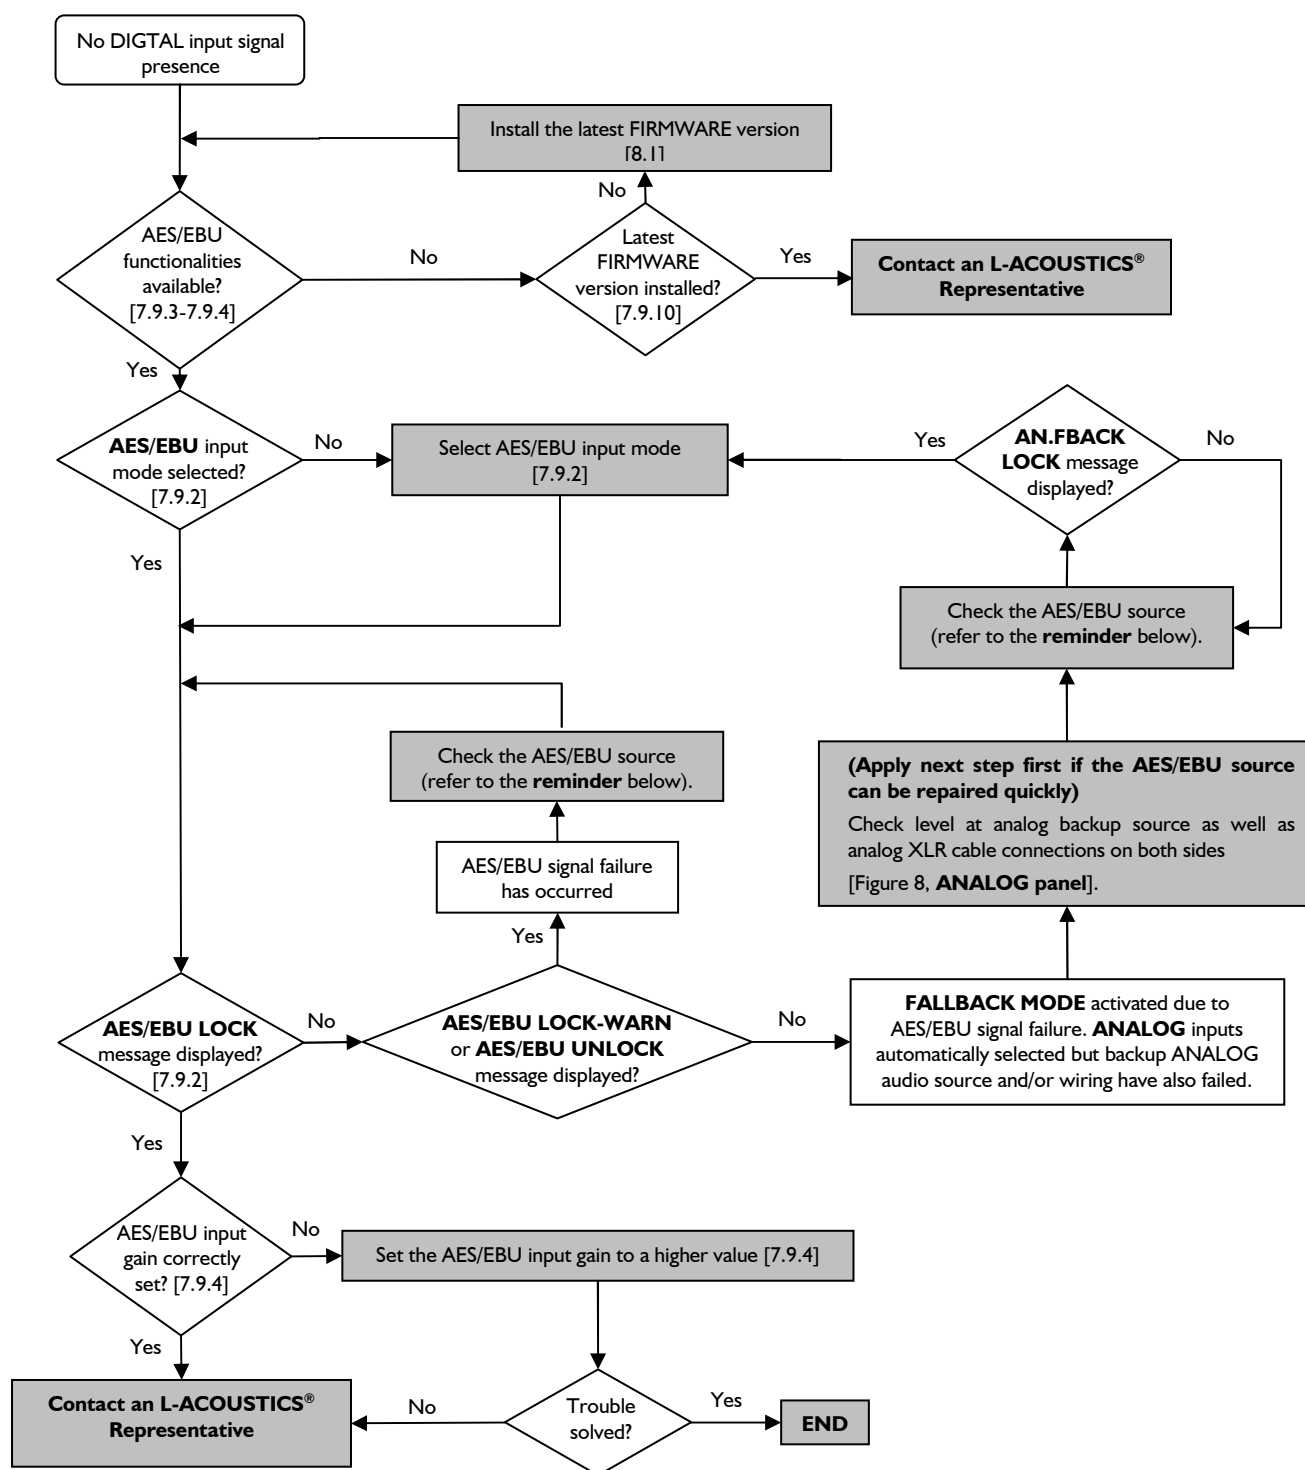 No DIGTAL input signal
presence
Install the latest FIRMWARE version
[8.1]
No
AES/EBU
functionalities
available?
[7.9.3-7.9.4]
No
Latest
FIRMWARE
version installed?
[7.9.10]
Yes
Contact an L-ACOUSTICS®
Representative
Yes
AES/EBU input
mode selected?
[7.9.2]
No
Select AES/EBU input mode
[7.9.2]
Yes
AN.FBACK
LOCK message
displayed?
No
Yes
Check the AES/EBU source
(refer to the reminder below).
Check the AES/EBU source
(refer to the reminder below).
(Apply next step first if the AES/EBU source
can be repaired quickly)
Check level at analog backup source as well as
analog XLR cable connections on both sides
[Figure 8, ANALOG panel].
AES/EBU signal failure
has occurred
Yes
AES/EBU LOCK
message displayed?
[7.9.2]
No
AES/EBU LOCK-WARN
or AES/EBU UNLOCK
message displayed?
No
FALLBACK MODE activated due to
AES/EBU signal failure. ANALOG inputs
automatically selected but backup ANALOG
audio source and/or wiring have also failed.
Yes
AES/EBU input
gain correctly
set? [7.9.4]
No
Set the AES/EBU input gain to a higher value [7.9.4]
Yes
Contact an L-ACOUSTICS®
Representative
No
Trouble
solved?
Yes
END